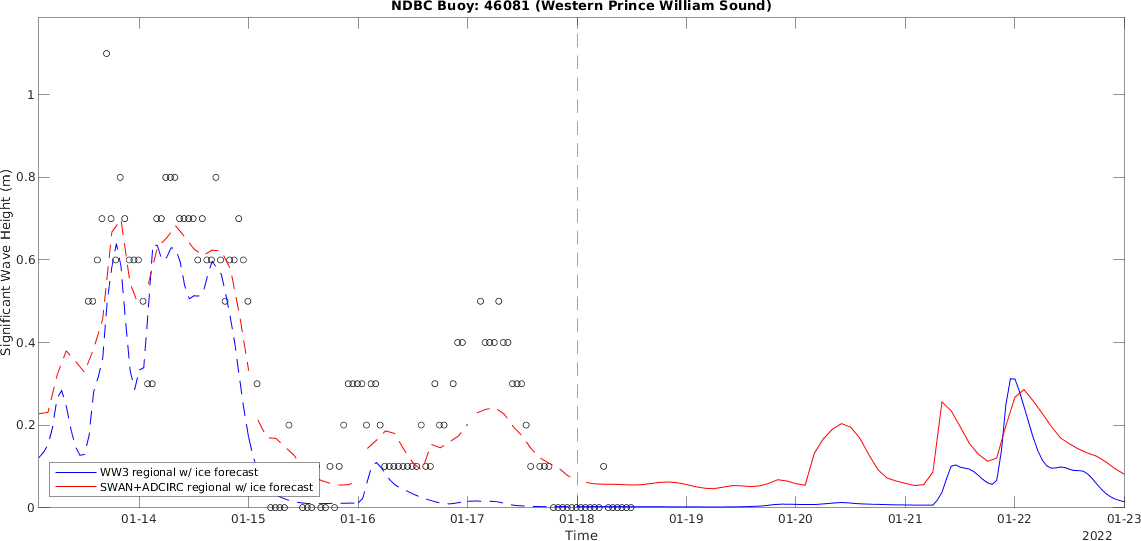 NDBC Buoy: 46081 (Western Prince William Sound)
Significant Wave Height (m)
1
0.8
0.6
0.4
0.2
0
WW3 regional w/ ice forecast
SWAN+ADCIRC regional w/ ice forecast
01-14 01-15 01-16 01-17 01-18 01-19 01-20 01-21 01-22 01-23
Time
2022